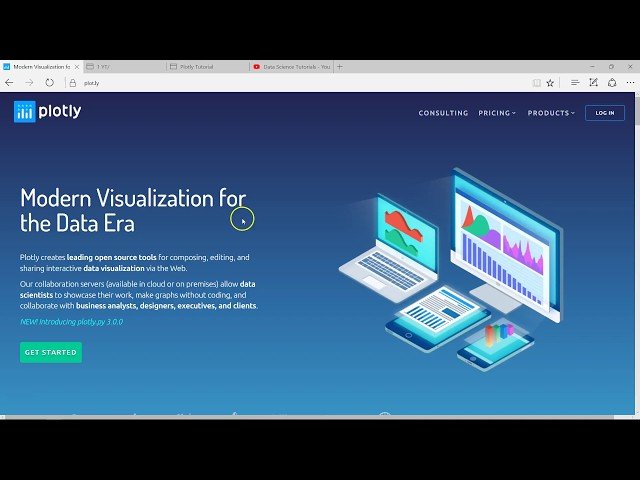 Modern Visualization fo
1 YT/
Plotly Tutorial
Data Science Tutorials - You
plotly
plotly
CONSULTING
PRICING
PRODUCTS
LOG IN
Modern Visualization for
the Data Era
Plotly creates leading open source tools for composing, editing, and
sharing interactive data visualization via the Web.
Our collaboration servers (available in cloud or on premises) allow data
scientists to showcase their work, make graphs without coding, and
collaborate with business analysts, designers, executives, and clients.
NEW! Introducing plotly.py 3.0.0
GET STARTED